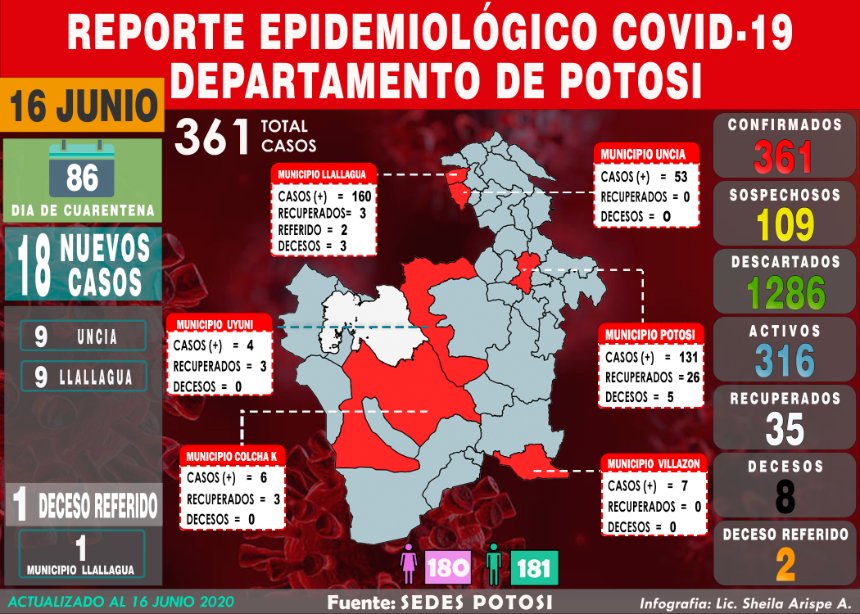 REPORTE EPIDEMIOLÓGICO COVID-19
DEPARTAMENTO DE POTOSI
16 JUNIO
86
DIA DE CUARENTENA
18 NUEVOS
CASOS
9 UNCIA
9 LLALLAGUA
1 DECESO REFERIDO
1
MUNICIPIO LLALLAGUA
361 TOTAL
CASOS
MUNICIPIO LLALLAGUA
CASOS (+) = 160
RECUPERADOS= 3
REFERIDO = 2
DECESOS = 3
MUNICIPIO UNCIA
CASOS (+) = 53
RECUPERADOS = 0
DECESOS = O
MUNICIPIO UYUNI
CASOS (+) = 4
RECUPERADOS = 3
DECESOS = 0
MUNICIPIO POTOSI
CASOS (+) = 131
RECUPERADOS = 26
DECESOS = 5
MUNICIPIO COLCHA K
CASOS (+) = 6
RECUPERADOS = 3
DECESOS = 0
MUNICIPIO VILLAZON
CASOS (+) = 7
RECUPERADOS = 0
DECESOS = 0
180 181
CONFIRMADOS
361
SOSPECHOSOS
109
DESCARTADOS
1286
ACTIVOS
316
RECUPERADOS
35
DECESOS
8
DECESO REFERIDO
2
ACTUALIZADO AL 16 JUNIO 2020
Fuente: SEDES POTOSI
Infografia: Lic. Sheila Arispe A.